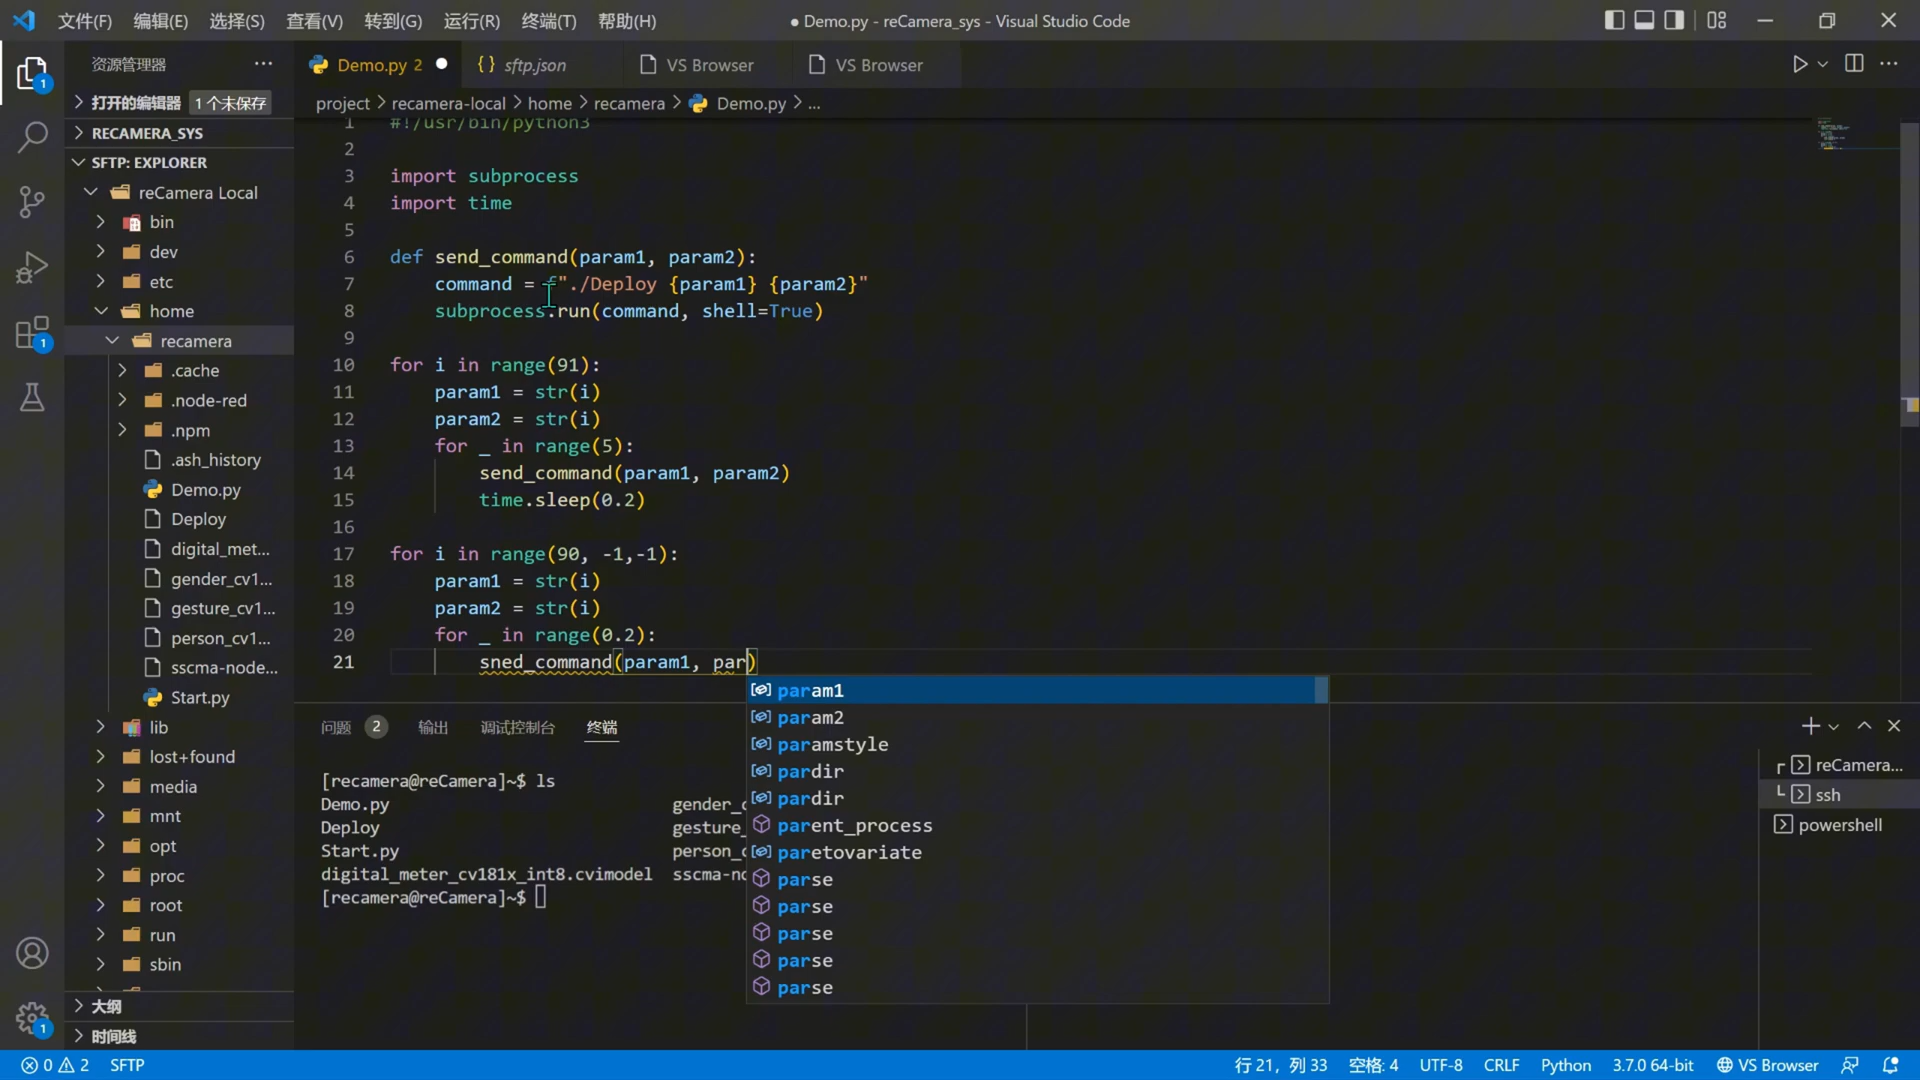 文件(F) 编辑(E) 选择(S) 查看(V) 转到(G) 运行(R) 终端(T) 帮助(H)
● Demo.py - reCamera_sys - Visual Studio Code
资源管理器
Demo.py 2
{} sftp.json
VS Browser
VS Browser
打开的编辑器 1 个未保存
project > recamera-local > home > recamera > Demo.py > ...
RECAMERA_SYS
SFTP: EXPLORER
reCamera Local
bin
dev
etc
home
recamera
.cache
.node-red
.npm
.ash_history
Demo.py
Deploy
digital_met...
gender_cv1...
gesture_cv1...
person_cv1...
sscma-node...
Start.py
lib
lost+found
media
mnt
opt
proc
root
run
sbin
大纲
时间线
1 #!/usr/bin/python3
2
3 import subprocess
4 import time
5
6 def send_command(param1, param2):
7 command = f"./Deploy {param1} {param2}"
8 subprocess.run(command, shell=True)
9
10 for i in range(91):
11 param1 = str(i)
12 param2 = str(i)
13 for _ in range(5):
14 send_command(param1, param2)
15 time.sleep(0.2)
16
17 for i in range(90, -1,-1):
18 param1 = str(i)
19 param2 = str(i)
20 for _ in range(0.2):
21 sned_command(param1, par)
param1
param2
paramstyle
pardir
pardir
parent_process
paretovariate
parse
parse
parse
parse
parse
问题 2 输出 调试控制台 终端
[recamera@reCamera]~$ ls
Demo.py gender_c
Deploy gesture_
Start.py person_c
digital_meter_cv181x_int8.cvimodel sscma-no
[recamera@reCamera]~$
reCamera...
ssh
powershell
1
1
1
0 2 SFTP
行 21, 列 33 空格: 4 UTF-8 CRLF Python 3.7.0 64-bit VS Browser